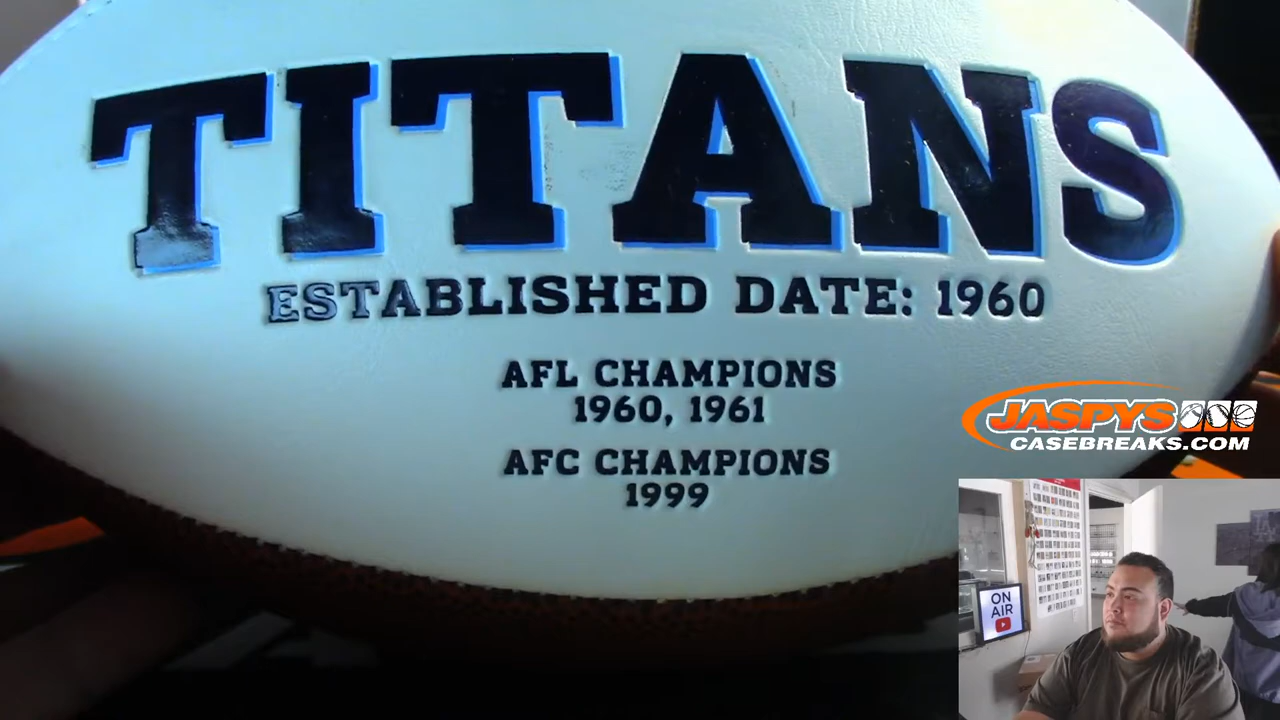 TITANS
ESTABLISHED DATE: 1960
AFL CHAMPIONS
1960, 1961
AFC CHAMPIONS
1999
JASPYS
CASEBREAKS.COM
ON
AIR